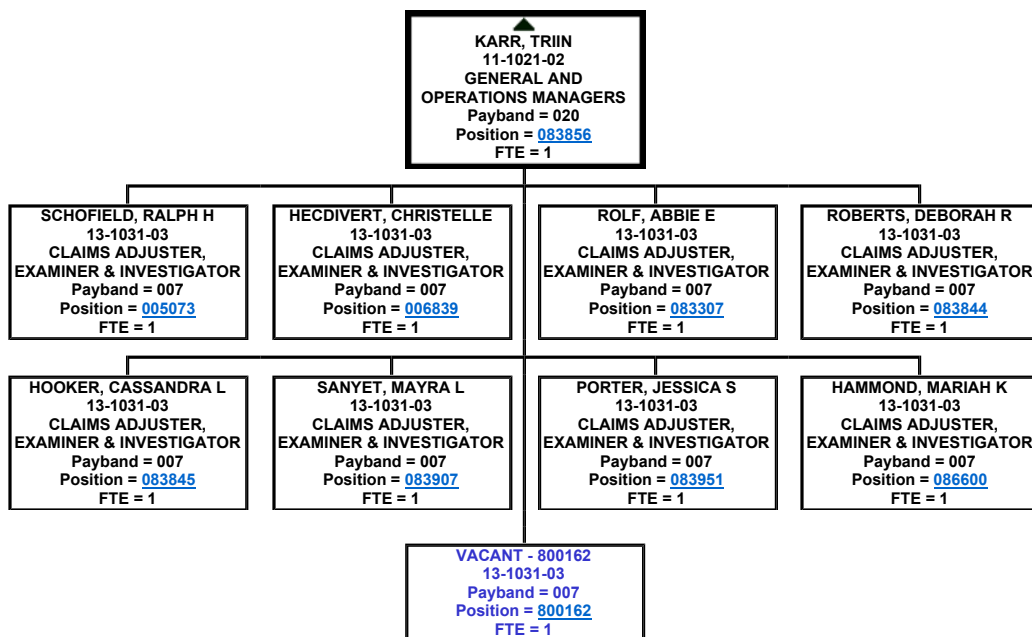 KARR, TRIIN
11-1021-02
GENERAL AND
OPERATIONS MANAGERS
Payband = 020
Position = 083856
FTE = 1
SCHOFIELD, RALPH H
13-1031-03
CLAIMS ADJUSTER,
EXAMINER & INVESTIGATOR
Payband = 007
Position = 005073
FTE = 1
HECDIVERT, CHRISTELLE
13-1031-03
CLAIMS ADJUSTER,
EXAMINER & INVESTIGATOR
Payband = 007
Position = 006839
FTE = 1
ROLF, ABBIE E
13-1031-03
CLAIMS ADJUSTER,
EXAMINER & INVESTIGATOR
Payband = 007
Position = 083307
FTE = 1
ROBERTS, DEBORAH R
13-1031-03
CLAIMS ADJUSTER,
EXAMINER & INVESTIGATOR
Payband = 007
Position = 083844
FTE = 1
HOOKER, CASSANDRA L
13-1031-03
CLAIMS ADJUSTER,
EXAMINER & INVESTIGATOR
Payband = 007
Position = 083845
FTE = 1
SANYET, MAYRA L
13-1031-03
CLAIMS ADJUSTER,
EXAMINER & INVESTIGATOR
Payband = 007
Position = 083907
FTE = 1
PORTER, JESSICA S
13-1031-03
CLAIMS ADJUSTER,
EXAMINER & INVESTIGATOR
Payband = 007
Position = 083951
FTE = 1
HAMMOND, MARIAH K
13-1031-03
CLAIMS ADJUSTER,
EXAMINER & INVESTIGATOR
Payband = 007
Position = 086600
FTE = 1
VACANT - 800162
13-1031-03
Payband = 007
Position = 800162
FTE = 1